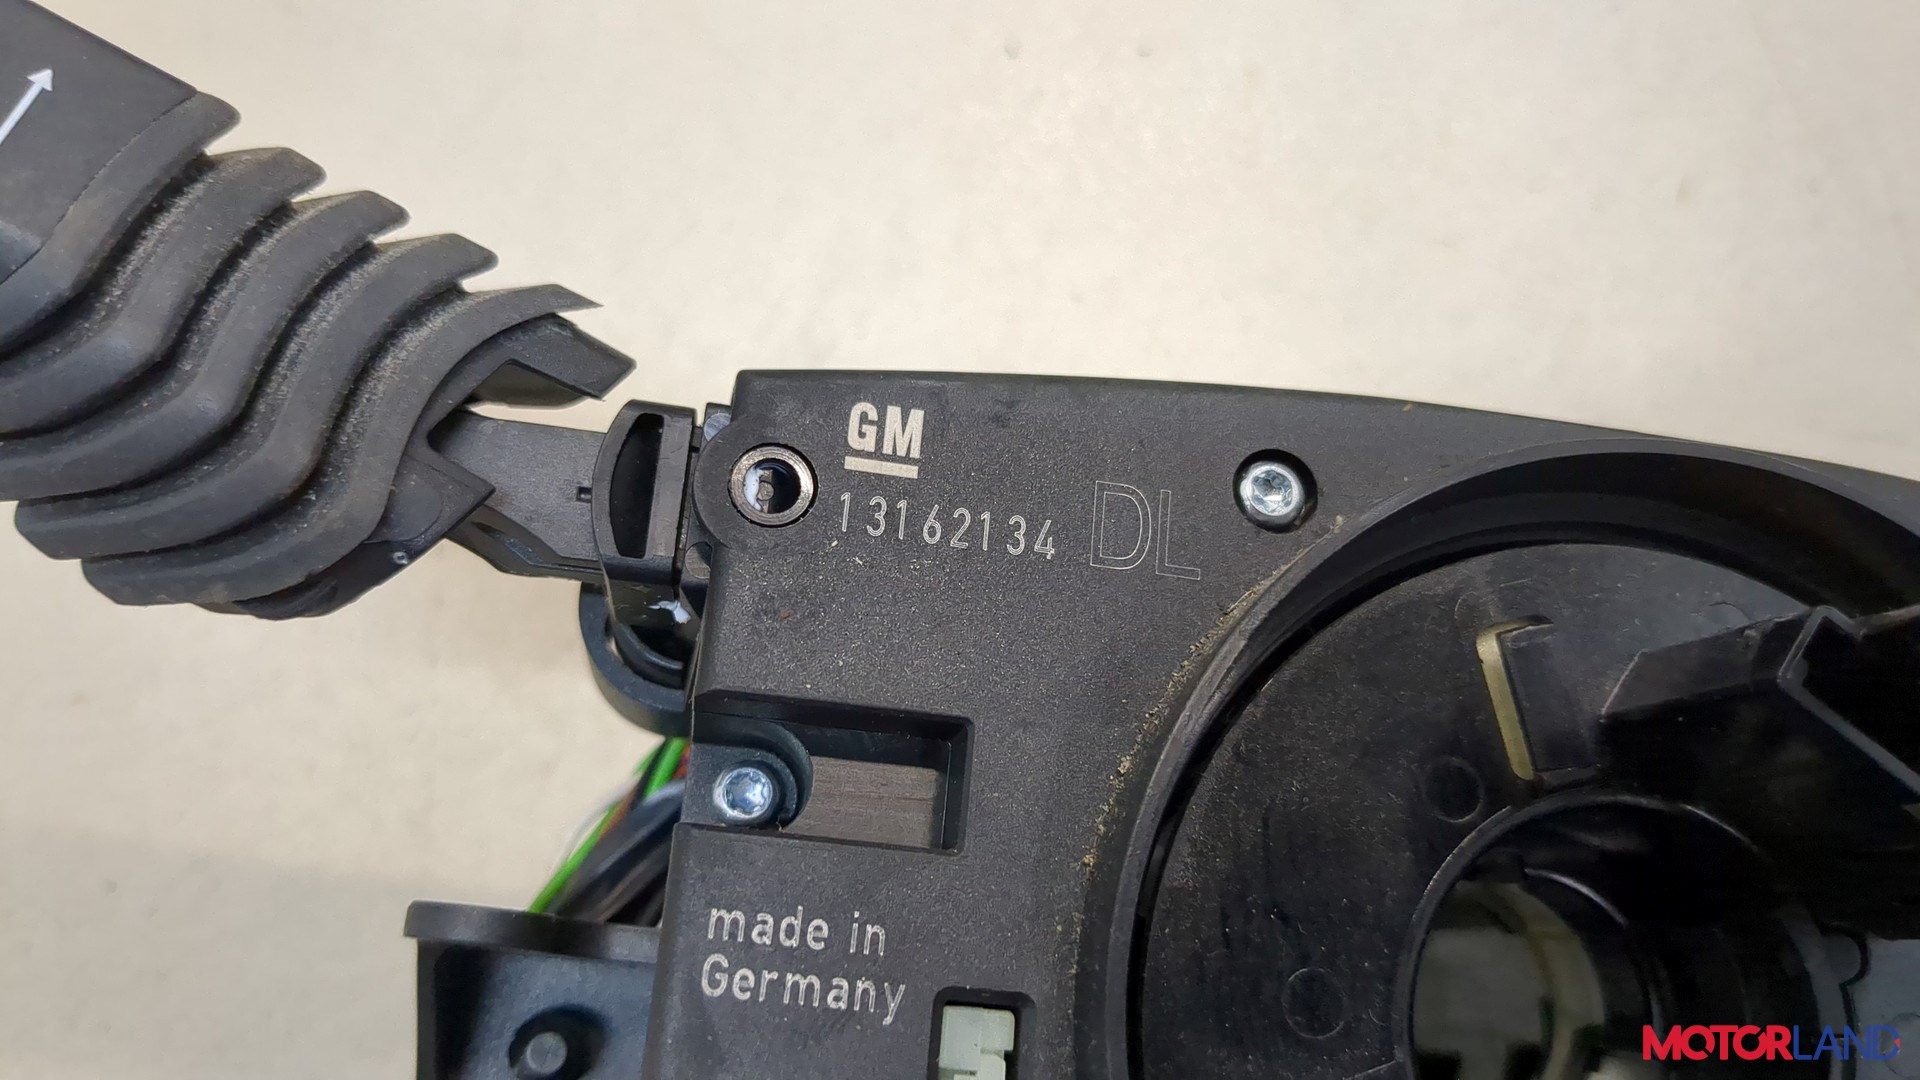 GM
13162134 DL
made in
Germany
MOTORLAND